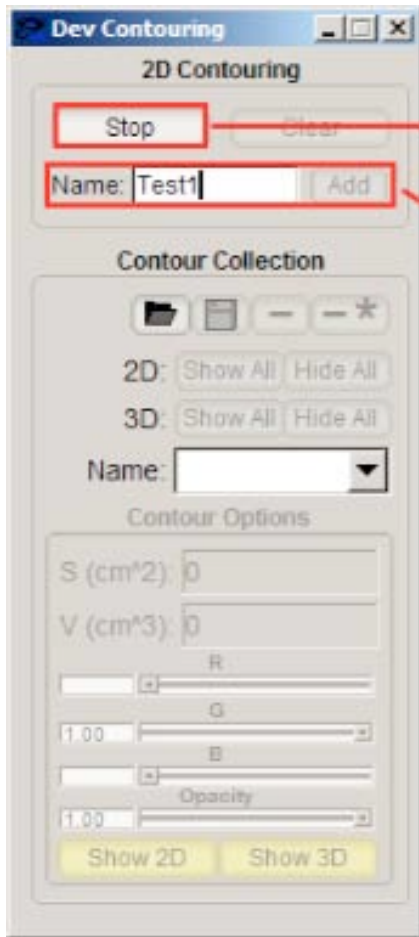 Dev Contouring
2D Contouring
Stop Clear
Name: Test1 Add
Contour Collection
2D: Show All Hide All
3D: Show All Hide All
Name:
Contour Options
S (cm^2): 0
V (cm^3): 0
R
G
1.00
B
Opacity
1.00
Show 2D Show 3D